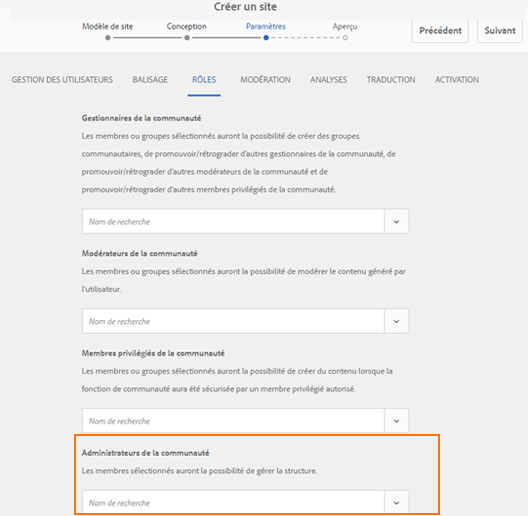 Créer un site
Modèle de site Conception Paramètres Aperçu
Précédent Suivant
GESTION DES UTILISATEURS BALISAGE RÔLES MODÉRATION ANALYSES TRADUCTION ACTIVATION
Gestionnaires de la communauté
Les membres ou groupes sélectionnés auront la possibilité de créer des groupes
communautaires, de promouvoir/rétrograder d'autres gestionnaires de la communauté, de
promouvoir/rétrograder d'autres modérateurs de la communauté et de
promouvoir/rétrograder d'autres membres privilégiés de la communauté.
Nom de recherche
Modérateurs de la communauté
Les membres ou groupes sélectionnés auront la possibilité de modérer le contenu généré par
l'utilisateur.
Nom de recherche
Membres privilégiés de la communauté
Les membres ou groupes sélectionnés auront la possibilité de créer du contenu lorsque la
fonction de communauté aura été sécurisée par un membre privilégié autorisé.
Nom de recherche
Administrateurs de la communauté
Les membres sélectionnés auront la possibilité de gérer la structure.
Nom de recherche